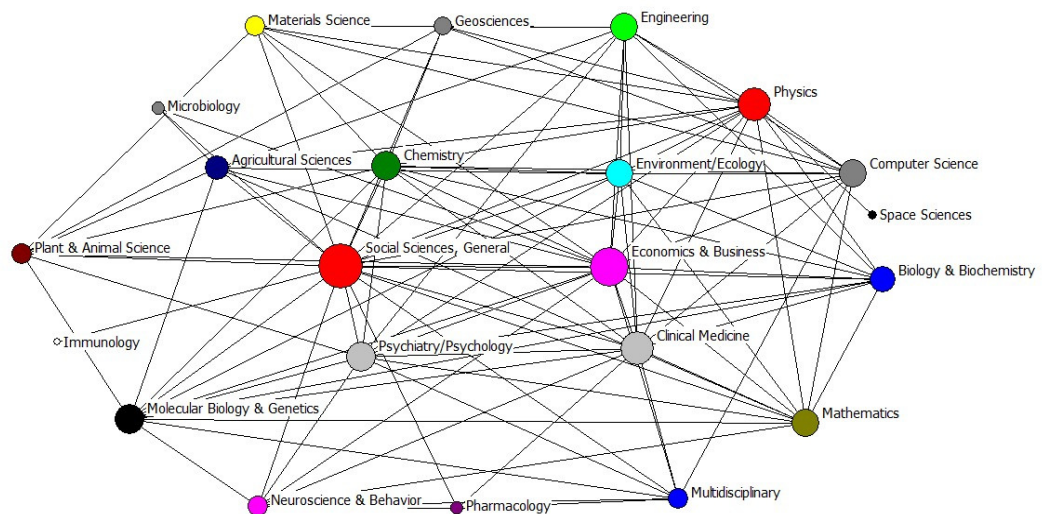 Materials Science
Geosciences
Engineering
Physics
Microbiology
Agricultural Sciences
Chemistry
Environment/Ecology
Computer Science
Space Sciences
Plant & Animal Science
Social Sciences, General
Economics & Business
Biology & Biochemistry
Immunology
Psychiatry/Psychology
Clinical Medicine
Molecular Biology & Genetics
Mathematics
Neuroscience & Behavior
Pharmacology
Multidisciplinary